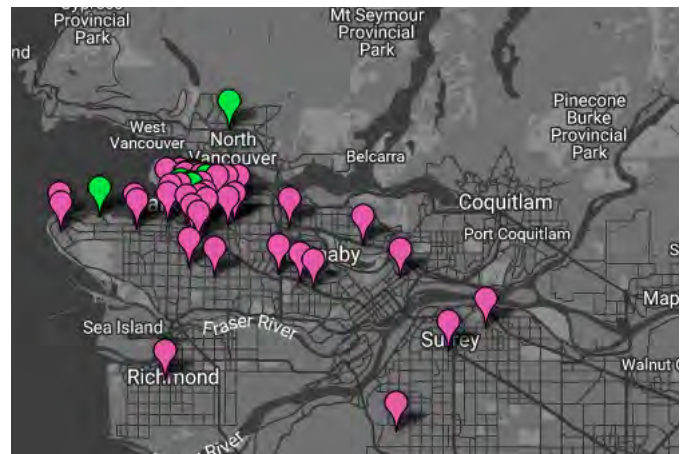 Provincial
Park
Mt Seymour
Provincial
Park
nd
Pinecone
Burke
Provincial
Park
West
Vancouver
North
Vancouver
Belcarra
Coquitlam
Port Coquitlam
aby
Map
Sea Island
Fraser River
Surrey
Walnut
Richmond
River